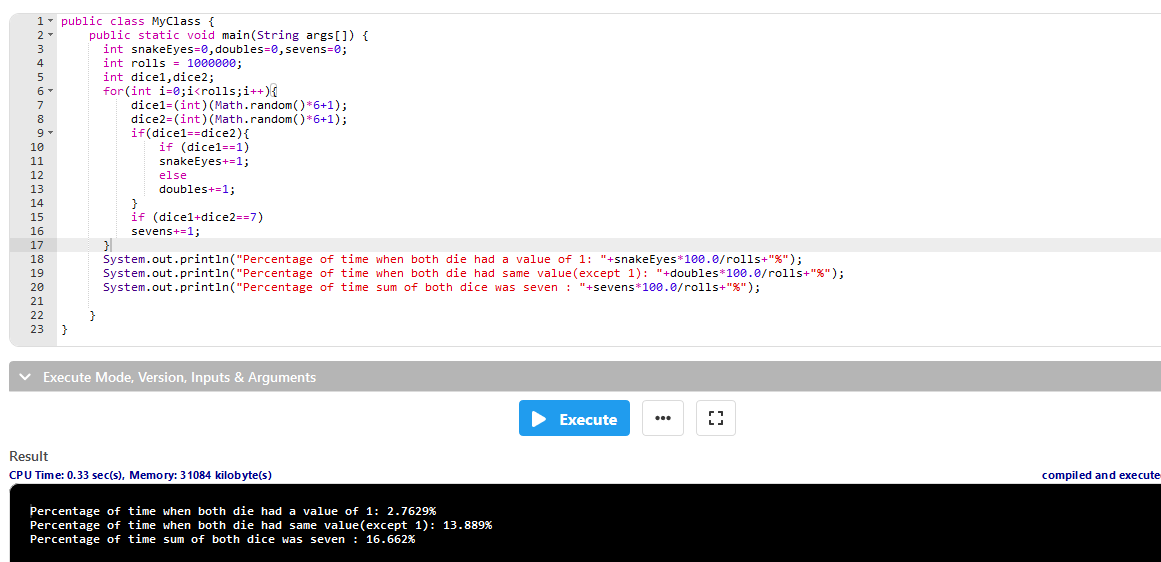 1 public class MyClass {
2 public static void main(String args[]) {
3 int snakeEyes=0,doubles=0,sevens=0;
4 int rolls = 1000000;
5 int dice1,dice2;
6 for(int i=0;i<rolls;i++){
7 dice1=(int)(Math.random()*6+1);
8 dice2=(int)(Math.random()*6+1);
9 if(dice1==dice2){
10 if (dice1==1)
11 snakeEyes+=1;
12 else
13 doubles+=1;
14 }
15 if (dice1+dice2==7)
16 sevens+=1;
17 }
18 System.out.println("Percentage of time when both die had a value of 1: "+snakeEyes*100.0/rolls+"%");
19 System.out.println("Percentage of time when both die had same value(except 1): "+doubles*100.0/rolls+"%");
20 System.out.println("Percentage of time sum of both dice was seven : "+sevens*100.0/rolls+"%");
21
22 }
23 }
Execute Mode, Version, Inputs & Arguments
Execute
Result
CPU Time: 0.33 sec(s), Memory: 31084 kilobyte(s) compiled and execute
Percentage of time when both die had a value of 1: 2.7629%
Percentage of time when both die had same value(except 1): 13.889%
Percentage of time sum of both dice was seven : 16.662%